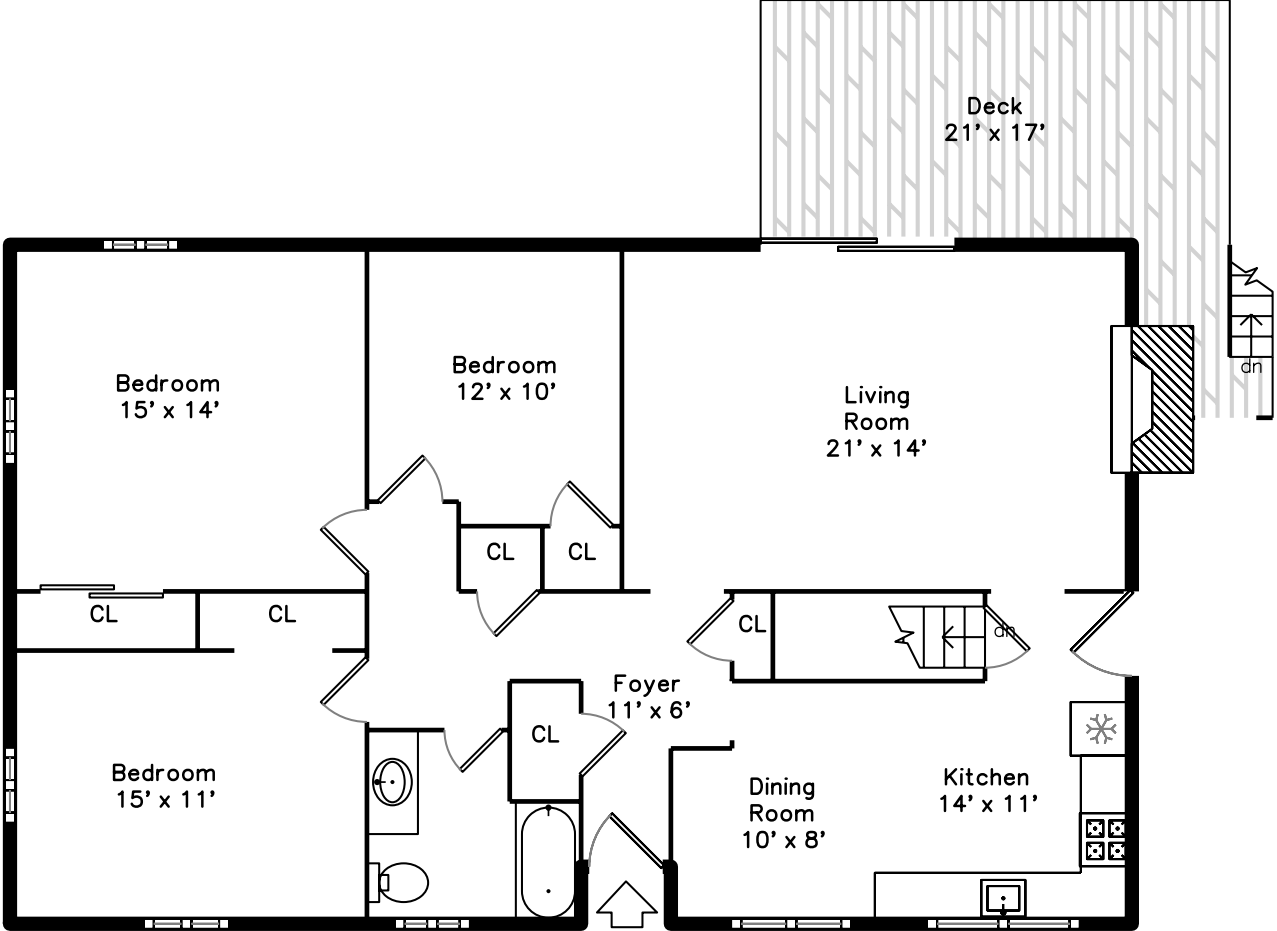 Deck
21' x 17'
Bedroom
15' x 14'
Bedroom
12' x 10'
Living
Room
21' x 14'
dn
CL
CL
CL
CL
CL
dn
Foyer
11' x 6'
CL
Bedroom
15' x 11'
Dining
Room
10' x 8'
Kitchen
14' x 11'